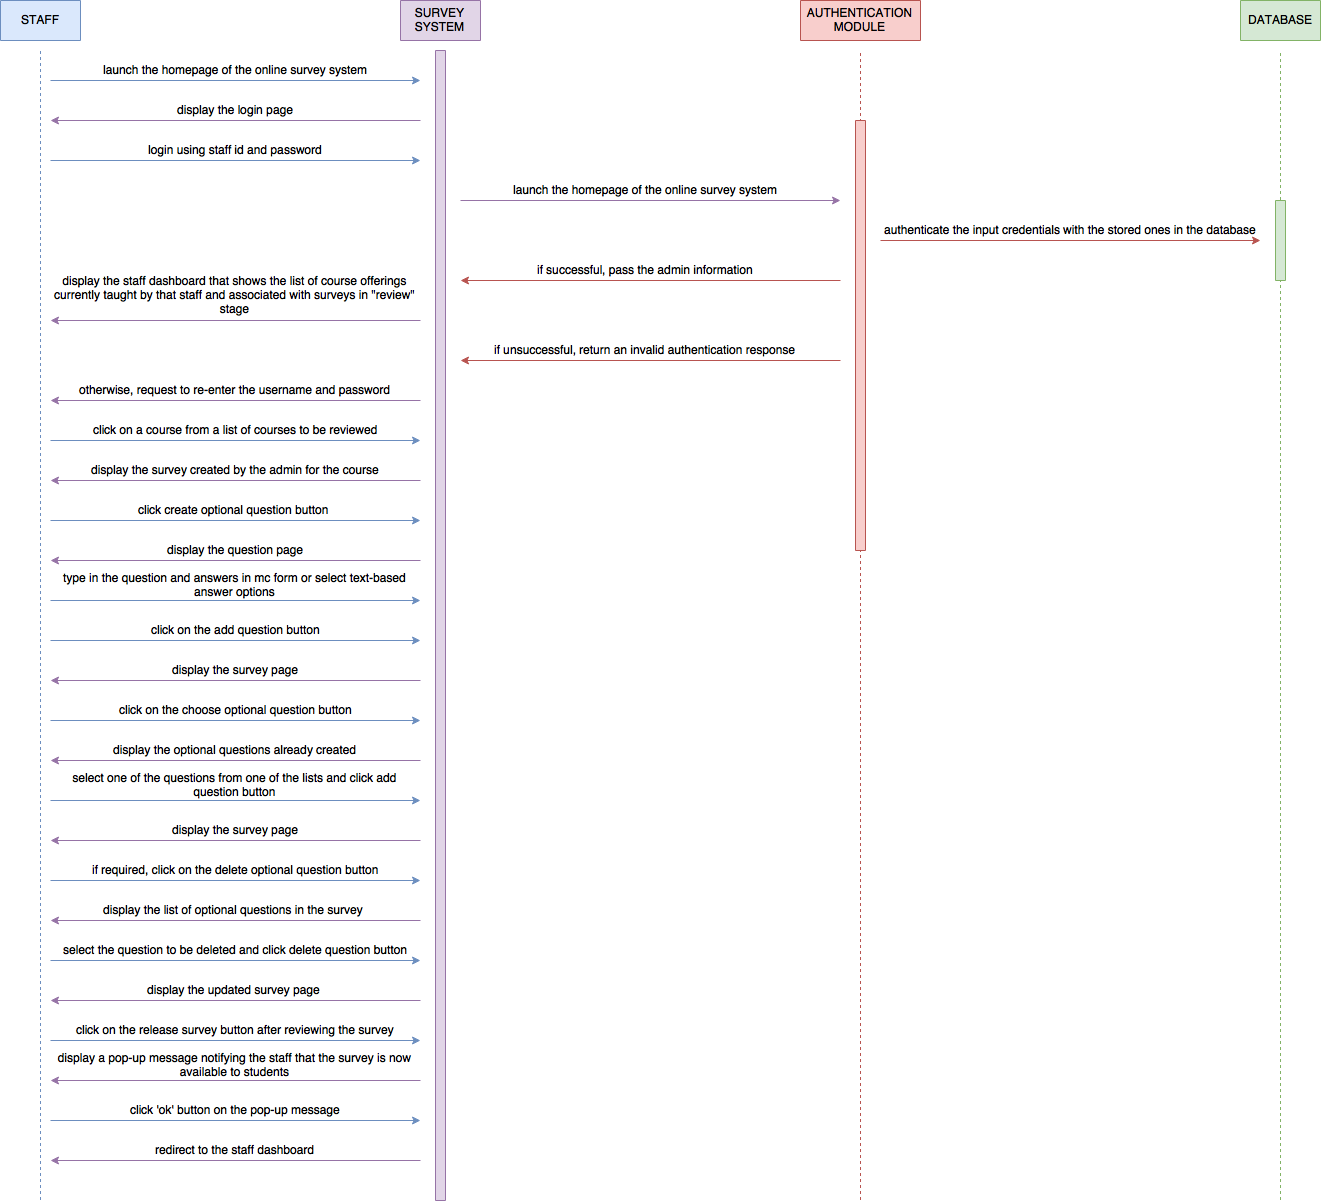 STAFF
SURVEY
SYSTEM
AUTHENTICATION
MODULE
DATABASE
launch the homepage of the online survey system
display the login page
login using staff id and password
launch the homepage of the online survey system
authenticate the input credentials with the stored ones in the database
if successful, pass the admin information
display the staff dashboard that shows the list of course offerings
currently taught by that staff and associated with surveys in "review"
stage
if unsuccessful, return an invalid authentication response
otherwise, request to re-enter the username and password
click on a course from a list of courses to be reviewed
display the survey created by the admin for the course
click create optional question button
display the question page
type in the question and answers in mc form or select text-based
answer options
click on the add question button
display the survey page
click on the choose optional question button
display the optional questions already created
select one of the questions from one of the lists and click add
question button
display the survey page
if required, click on the delete optional question button
display the list of optional questions in the survey
select the question to be deleted and click delete question button
display the updated survey page
click on the release survey button after reviewing the survey
display a pop-up message notifying the staff that the survey is now
available to students
click 'ok' button on the pop-up message
redirect to the staff dashboard